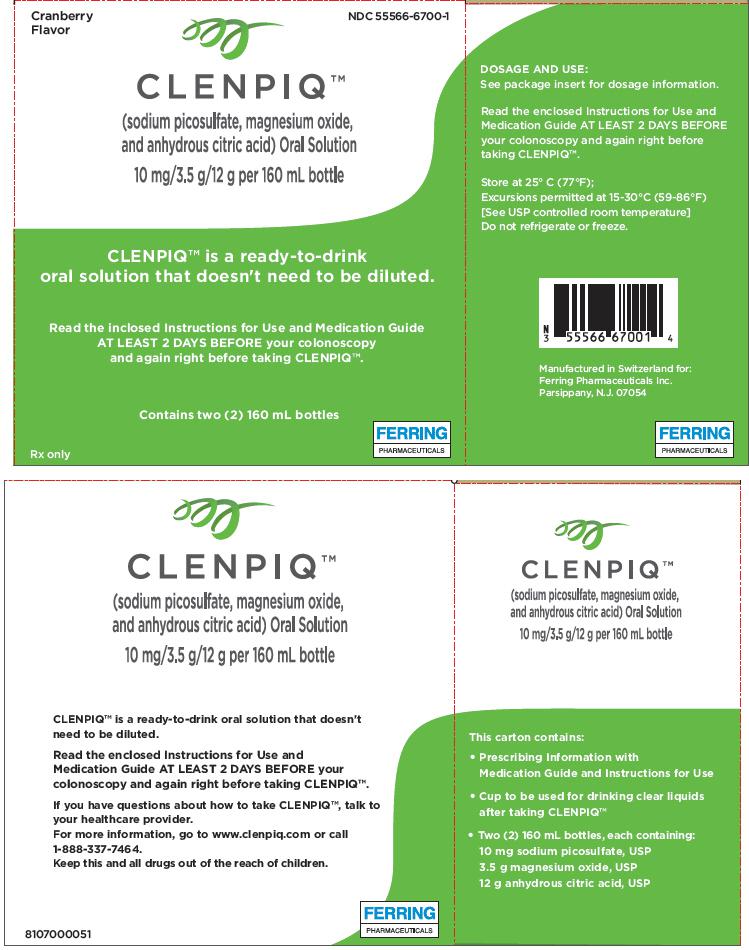 Cranberry
Flavor
NDC 55566-6700-1
CLENPIQ™
(sodium picosulfate, magnesium oxide,
and anhydrous citric acid) Oral Solution
10 mg/3.5 g/12 g per 160 mL bottle
CLENPIQ™ is a ready-to-drink
oral solution that doesn't need to be diluted.
Read the inclosed Instructions for Use and Medication Guide
AT LEAST 2 DAYS BEFORE your colonoscopy
and again right before taking CLENPIQ™.
Contains two (2) 160 mL bottles
Rx only
FERRING
PHARMACEUTICALS
DOSAGE AND USE:
See package insert for dosage information.
Read the enclosed Instructions for Use and
Medication Guide AT LEAST 2 DAYS BEFORE
your colonoscopy and again right before
taking CLENPIQ™.
Store at 25° C (77°F);
Excursions permitted at 15-30°C (59-86°F)
[See USP controlled room temperature]
Do not refrigerate or freeze.
N
3 55566 67001 4
Manufactured in Switzerland for:
Ferring Pharmaceuticals Inc.
Parsippany, N.J. 07054
FERRING
PHARMACEUTICALS
CLENPIQ™
(sodium picosulfate, magnesium oxide,
and anhydrous citric acid) Oral Solution
10 mg/3.5 g/12 g per 160 mL bottle
CLENPIQ™ is a ready-to-drink oral solution that doesn't
need to be diluted.
Read the enclosed Instructions for Use and
Medication Guide AT LEAST 2 DAYS BEFORE your
colonoscopy and again right before taking CLENPIQ™.
If you have questions about how to take CLENPIQ™, talk to
your healthcare provider.
For more information, go to www.clenpiq.com or call
1-888-337-7464.
Keep this and all drugs out of the reach of children.
8107000051
FERRING
PHARMACEUTICALS
CLENPIQ™
(sodium picosulfate, magnesium oxide,
and anhydrous citric acid) Oral Solution
10 mg/3.5 g/12 g per 160 mL bottle
This carton contains:
• Prescribing Information with
Medication Guide and Instructions for Use
• Cup to be used for drinking clear liquids
after taking CLENPIQ™
• Two (2) 160 mL bottles, each containing:
10 mg sodium picosulfate, USP
3.5 g magnesium oxide, USP
12 g anhydrous citric acid, USP